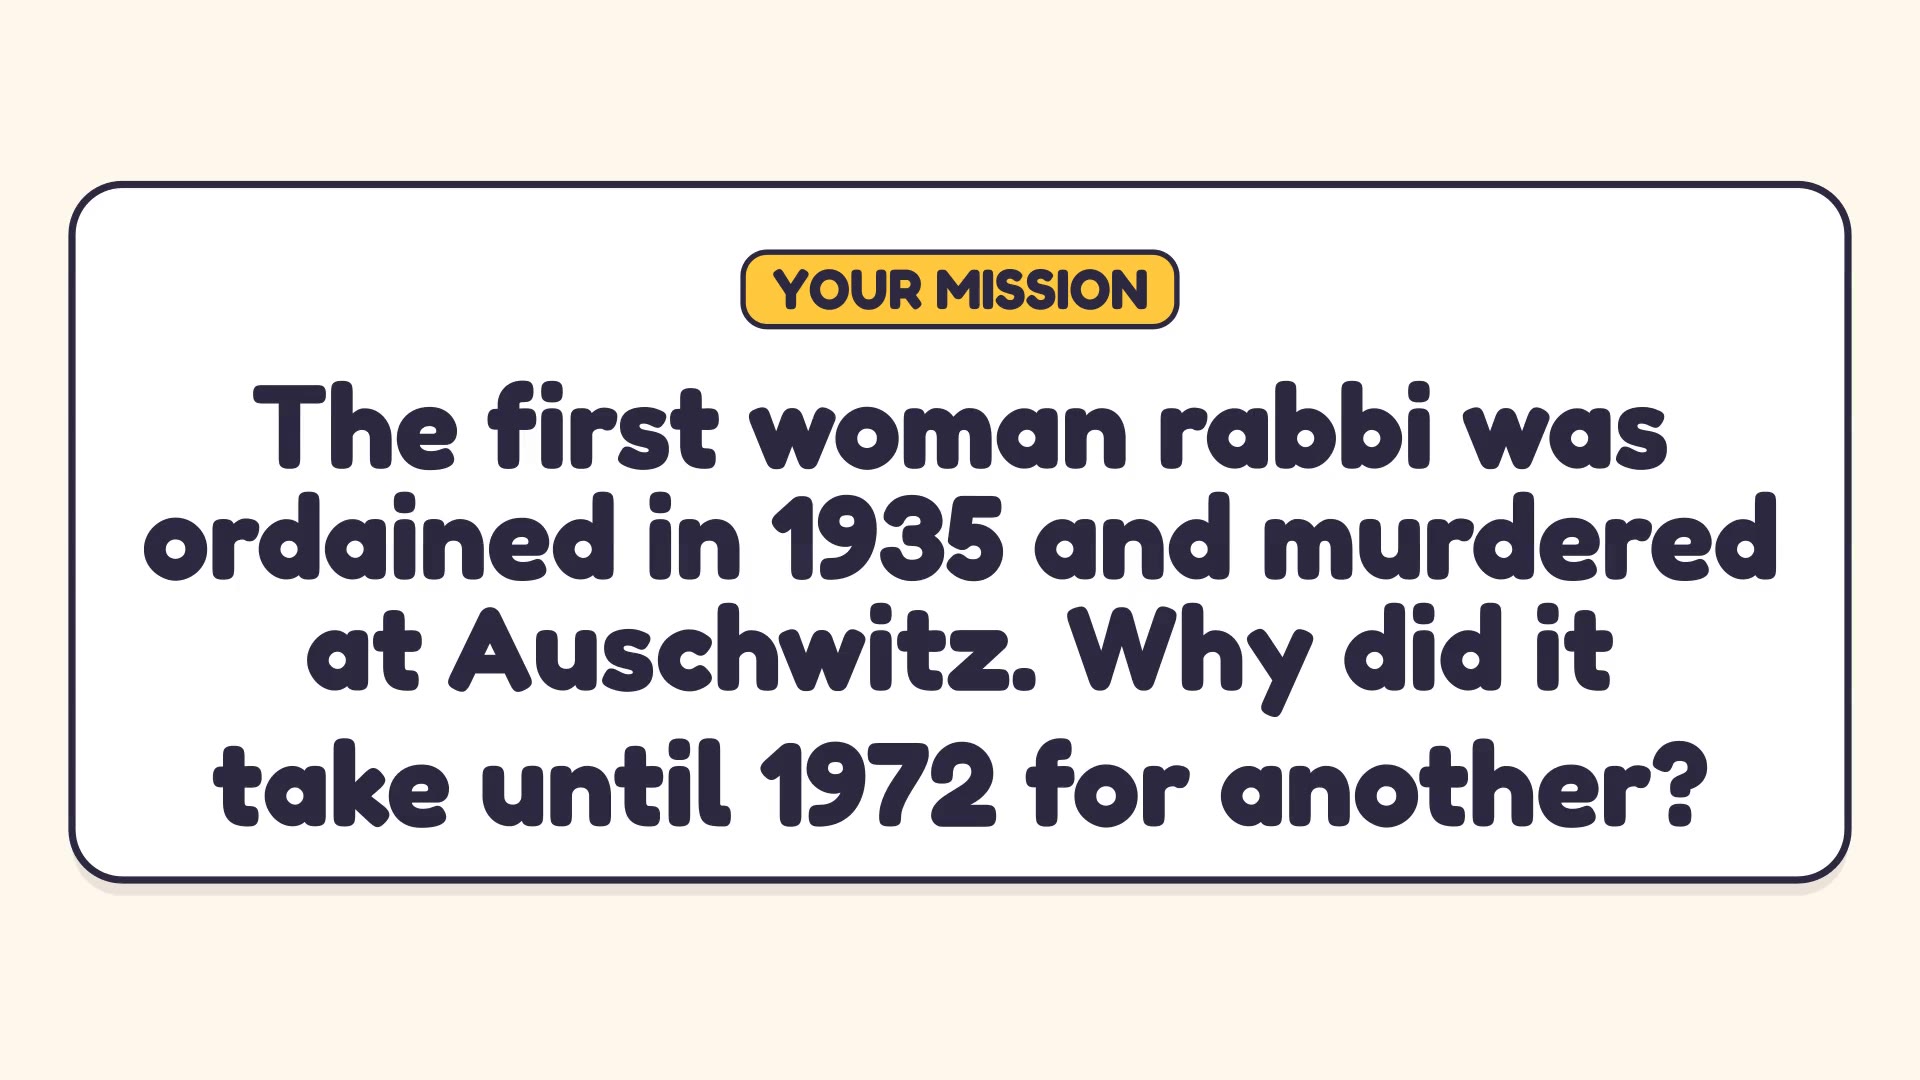 YOUR MISSION
The first woman rabbi was
ordained in 1935 and murdered
at Auschwitz. Why did it
take until 1972 for another?